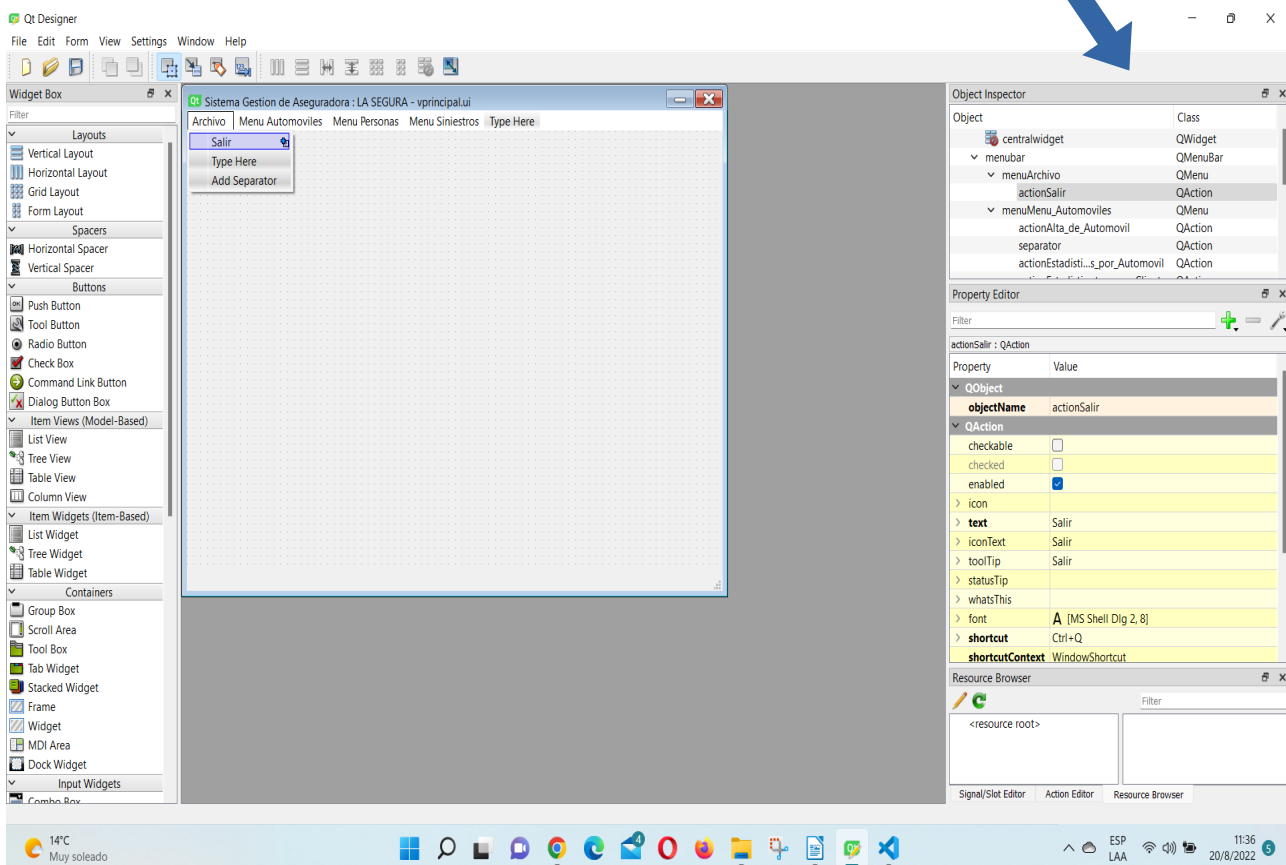 Qt Designer
File Edit Form View Settings Window Help
Widget Box
Filter
Layouts
Vertical Layout
Horizontal Layout
Grid Layout
Form Layout
Spacers
Horizontal Spacer
Vertical Spacer
Buttons
Push Button
Tool Button
Radio Button
Check Box
Command Link Button
Dialog Button Box
Item Views (Model-Based)
List View
Tree View
Table View
Column View
Item Widgets (Item-Based)
List Widget
Tree Widget
Table Widget
Containers
Group Box
Scroll Area
Tool Box
Tab Widget
Stacked Widget
Frame
Widget
MDI Area
Dock Widget
Input Widgets
Combo Box
Qt Sistema Gestion de Aseguradora : LA SEGURA - vprincipal.ui
Archivo Menu Automoviles Menu Personas Menu Siniestros Type Here
Salir
Type Here
Add Separator
Object Inspector
Object Class
centralwidget QWidget
menubar QMenuBar
menuArchivo QMenu
actionSalir QAction
menuMenu_Automoviles QMenu
actionAlta_de_Automovil QAction
separator QAction
actionEstadisti...s_por_Automovil QAction
Property Editor
Filter
actionSalir : QAction
Property Value
QObject
objectName actionSalir
QAction
checkable
checked
enabled
icon
text Salir
iconText Salir
toolTip Salir
statusTip
whatsThis
font A [MS Shell Dlg 2, 8]
shortcut Ctrl+Q
shortcutContext WindowShortcut
Resource Browser
Filter
<resource root>
Signal/Slot Editor Action Editor Resource Browser
14°C
Muy soleado
4
ESP
LAA
11:36
20/8/2022
5